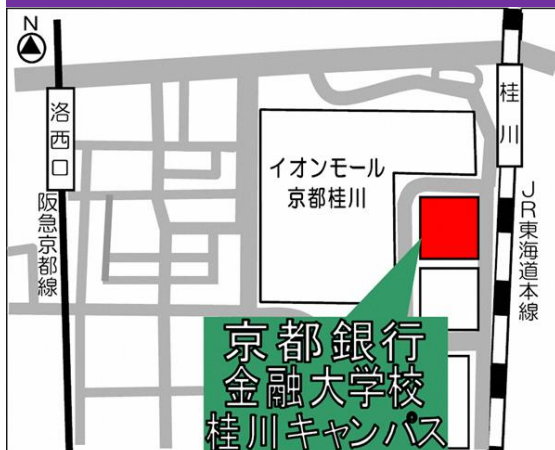 N
洛西口
阪急京都線
イオンモール
京都桂川
桂川
JR東海道本線
京都銀行
金融大学校
桂川キャンパス